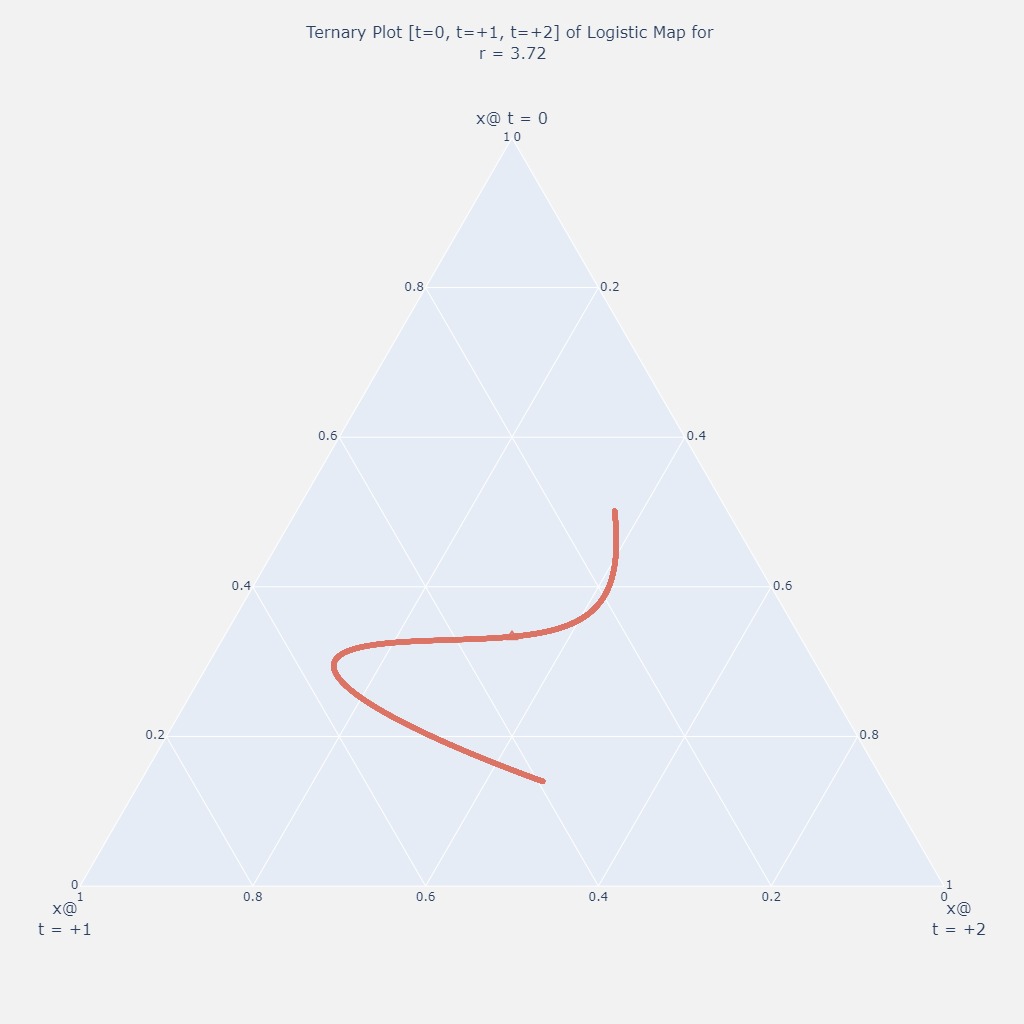 Ternary Plot [t=0, t=+1, t=+2] of Logistic Map for
r = 3.72
x@ t = 0
1 0
0.8 0.2
0.6 0.4
0.4 0.6
0.2 0.8
0 1
1 0.8 0.6 0.4 0.2 0
x@ x@
t = +1 t = +2